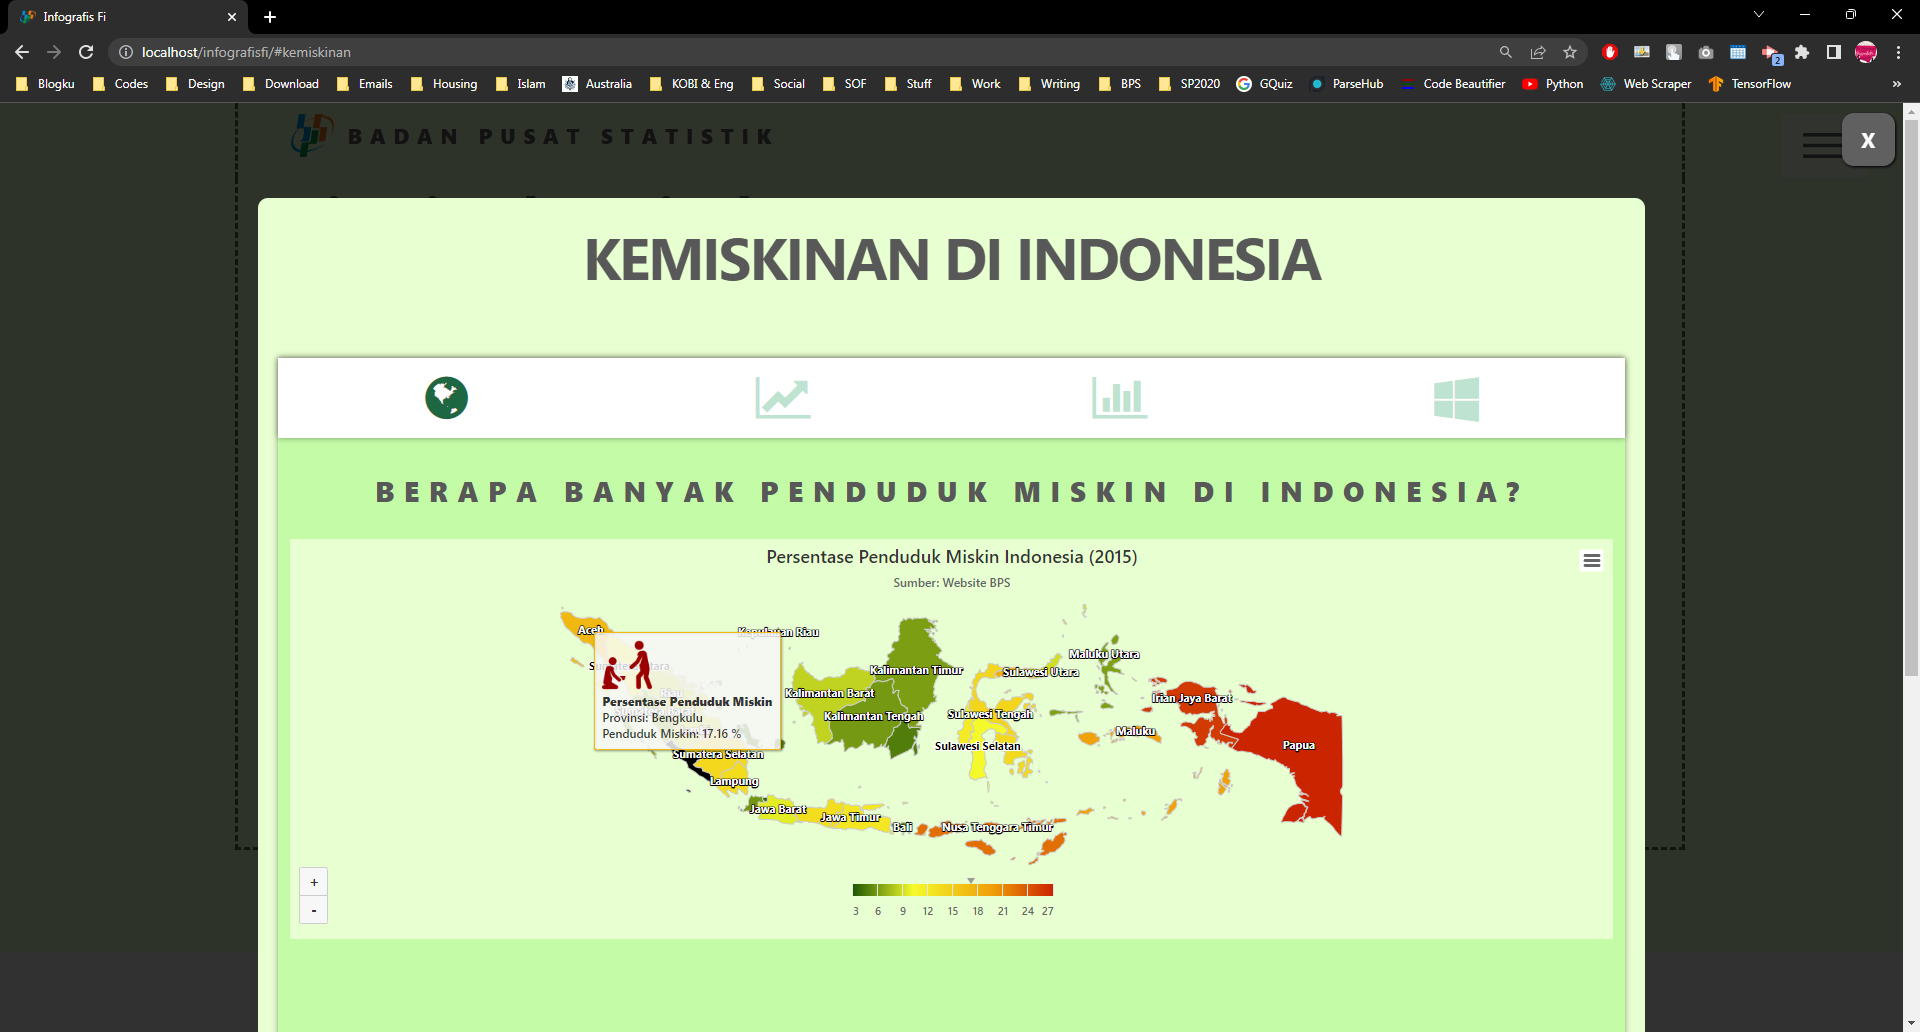 Infografis Fi
localhost/infografisfi/#kemiskinan
2
Blogku Codes Design Download Emails Housing Islam Australia KOBI & Eng Social SOF Stuff Work Writing BPS SP2020 GQuiz ParseHub Code Beautifier Python Web Scraper TensorFlow »
BADAN PUSAT STATISTIK
X
KEMISKINAN DI INDONESIA
BERAPA BANYAK PENDUDUK MISKIN DI INDONESIA?
Persentase Penduduk Miskin Indonesia (2015)
Sumber: Website BPS
Aceh
Kepulauan Riau
Maluku Utara
Sumatera Utara
Kalimantan Timur
Sulawesi Utara
Riau
Kalimantan Barat
Irian Jaya Barat
Persentase Penduduk Miskin
Provinsi: Bengkulu
Penduduk Miskin: 17.16 %
Kalimantan Tengah
Sulawesi Tengah
Maluku
Sulawesi Selatan
Papua
Sumatera Selatan
Lampung
Jawa Barat
Jawa Timur
Bali
Nusa Tenggara Timur
+
-
3 6 9 12 15 18 21 24 27